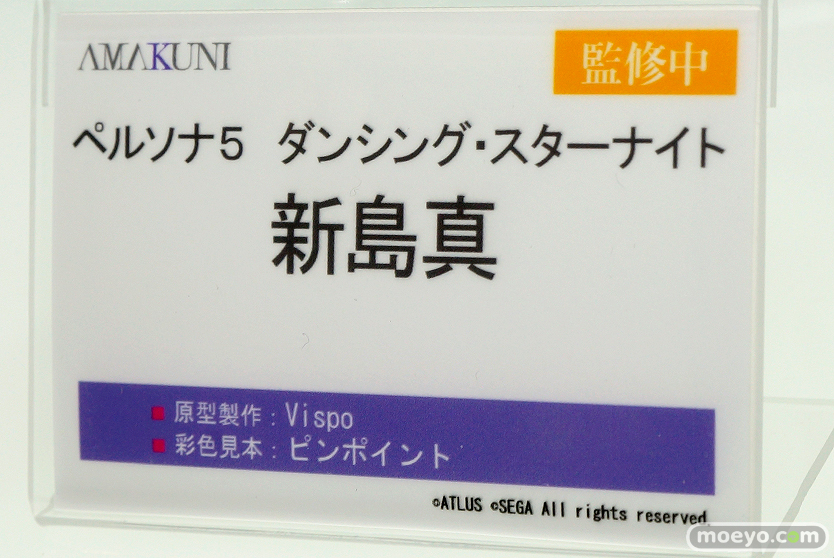 AMAKUNI
監修中
ペルソナ5 ダンシング・スターナイト
新島真
■ 原型製作：Vispo
■ 彩色見本：ピンポイント
©ATLUS ©SEGA All rights reserved.
moeyo.com